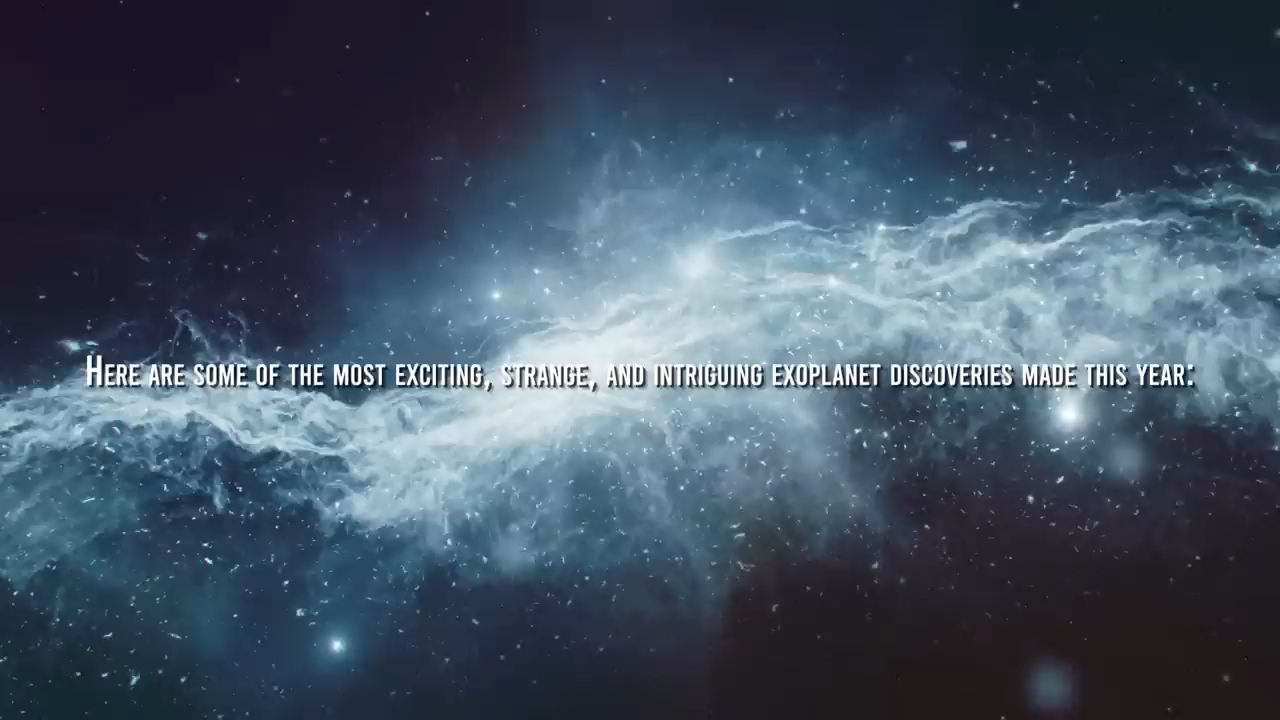 Here are some of the most exciting, strange, and intriguing exoplanet discoveries made this year: